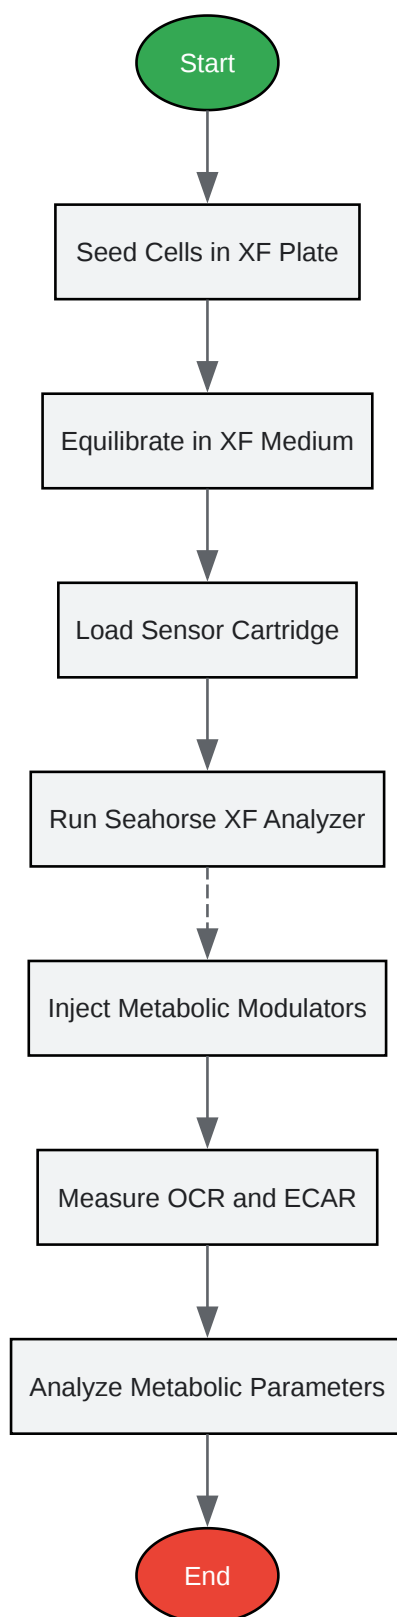 Start
Seed Cells in XF Plate
Equilibrate in XF Medium
Load Sensor Cartridge
Run Seahorse XF Analyzer
Inject Metabolic Modulators
Measure OCR and ECAR
Analyze Metabolic Parameters
End